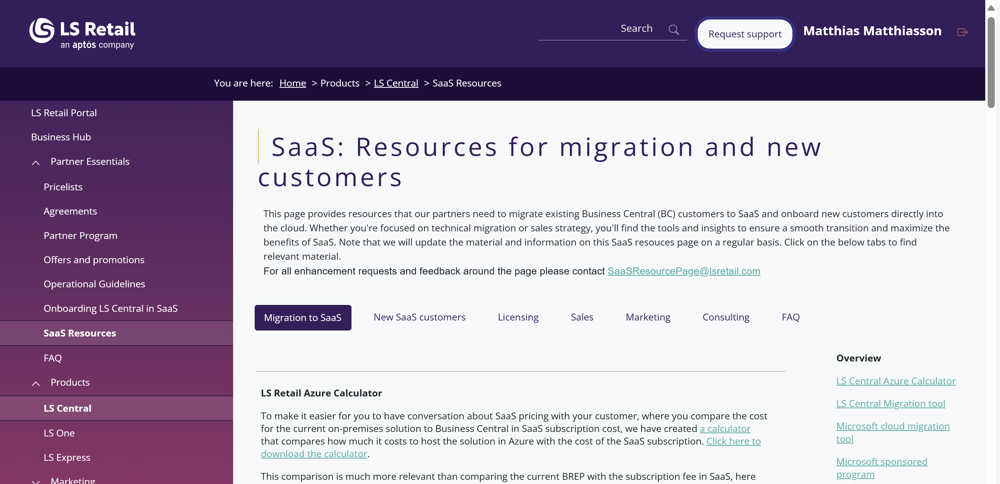 LS Retail
an aptos company
Search
Request support
Matthias Matthiasson
You are here: Home > Products > LS Central > SaaS Resources
LS Retail Portal
Business Hub
Partner Essentials
Pricelists
Agreements
Partner Program
Offers and promotions
Operational Guidelines
Onboarding LS Central in SaaS
SaaS Resources
FAQ
Products
LS Central
LS One
LS Express
Marketing
SaaS: Resources for migration and new
customers
This page provides resources that our partners need to migrate existing Business Central (BC) customers to SaaS and onboard new customers directly into
the cloud. Whether you're focused on technical migration or sales strategy, you'll find the tools and insights to ensure a smooth transition and maximize the
benefits of SaaS. Note that we will update the material and information on this SaaS resouces page on a regular basis. Click on the below tabs to find
relevant material.
For all enhancement requests and feedback around the page please contact SaaSResourcePage@lsretail.com
Migration to SaaS New SaaS customers Licensing Sales Marketing Consulting FAQ
LS Retail Azure Calculator
To make it easier for you to have conversation about SaaS pricing with your customer, where you compare the cost
for the current on-premises solution to Business Central in SaaS subscription cost, we have created a calculator
that compares how much it costs to host the solution in Azure with the cost of the SaaS subscription. Click here to
download the calculator.
This comparison is much more relevant than comparing the current BREP with the subscription fee in SaaS, here
Overview
LS Central Azure Calculator
LS Central Migration tool
Microsoft cloud migration
tool
Microsoft sponsored
program